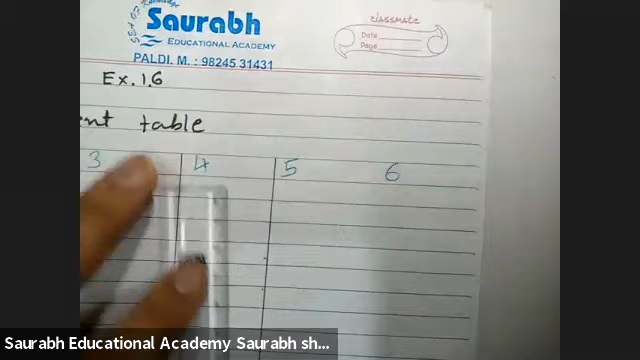 Saurabh
EDUCATIONAL ACADEMY
PALDI. M. : 98245 31431
classmate
Date
Page
Ex. 1.6
ent table
3 4 5 6
Saurabh Educational Academy Saurabh sh...